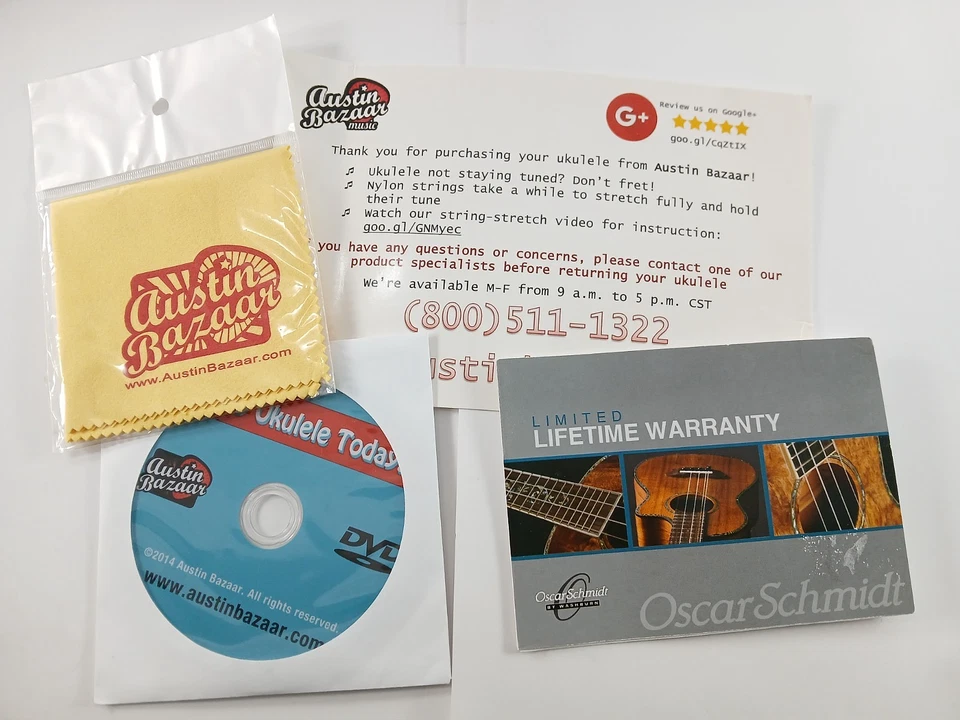 Austin
Bazaar
music
G+
Review us on Google+
goo.gl/CqZtIX
Thank you for purchasing your ukulele from Austin Bazaar!
Ukulele not staying tuned? Don't fret!
Nylon strings take a while to stretch fully and hold
their tune
Watch our string-stretch video for instruction:
goo.gl/GNMyec
you have any questions or concerns, please contact one of our
product specialists before returning your ukulele
We're available M-F from 9 a.m. to 5 p.m. CST
(800)511-1322
Austin
Bazaar
www.AustinBazaar.com
Ukulele Today
Austin
Bazaar
DVD
©2014 Austin Bazaar. All rights reserved.
www.austinbazaar.com
LIMITED
LIFETIME WARRANTY
OscarSchmidt
BY WASHBURN
OscarSchmidt